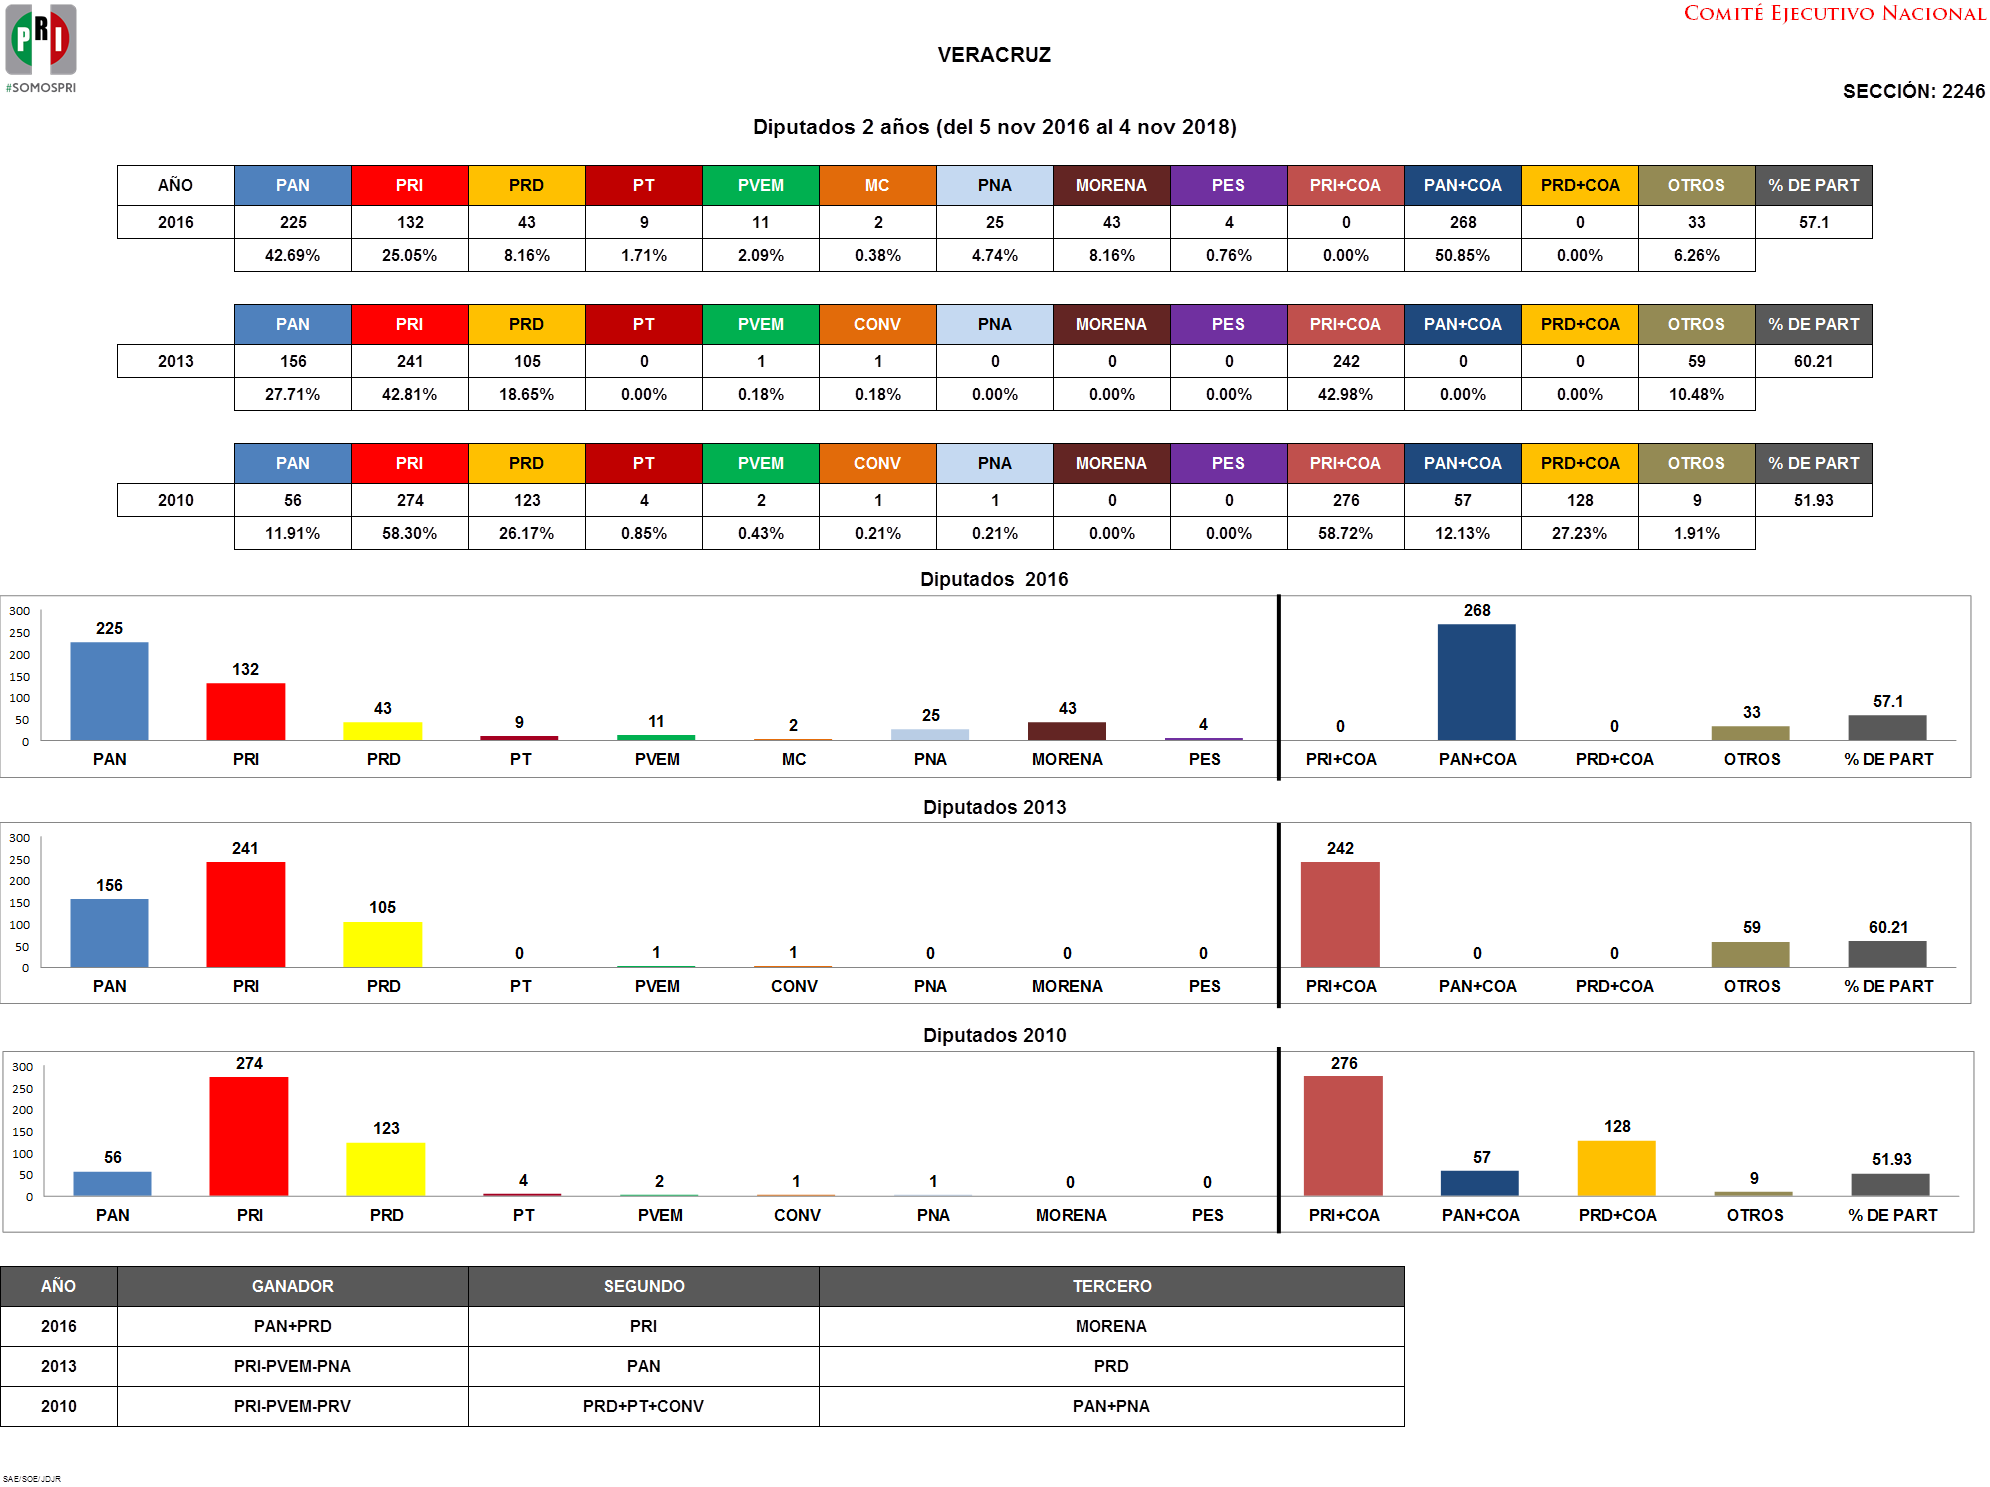 PRI
#SOMOSPRI
COMITÉ EJECUTIVO NACIONAL
VERACRUZ
SECCIÓN: 2246
Diputados 2 años (del 5 nov 2016 al 4 nov 2018)
AÑO PAN PRI PRD PT PVEM MC PNA MORENA PES PRI+COA PAN+COA PRD+COA OTROS % DE PART
2016 225 132 43 9 11 2 25 43 4 0 268 0 33 57.1
42.69% 25.05% 8.16% 1.71% 2.09% 0.38% 4.74% 8.16% 0.76% 0.00% 50.85% 0.00% 6.26%
PAN PRI PRD PT PVEM CONV PNA MORENA PES PRI+COA PAN+COA PRD+COA OTROS % DE PART
2013 156 241 105 0 1 1 0 0 0 242 0 0 59 60.21
27.71% 42.81% 18.65% 0.00% 0.18% 0.18% 0.00% 0.00% 0.00% 42.98% 0.00% 0.00% 10.48%
PAN PRI PRD PT PVEM CONV PNA MORENA PES PRI+COA PAN+COA PRD+COA OTROS % DE PART
2010 56 274 123 4 2 1 1 0 0 276 57 128 9 51.93
11.91% 58.30% 26.17% 0.85% 0.43% 0.21% 0.21% 0.00% 0.00% 58.72% 12.13% 27.23% 1.91%
Diputados 2016
300
250
200
150
100
50
0
225 132 43 9 11 2 25 43 4 0 268 0 33 57.1
PAN PRI PRD PT PVEM MC PNA MORENA PES PRI+COA PAN+COA PRD+COA OTROS % DE PART
Diputados 2013
300
250
200
150
100
50
0
156 241 105 0 1 1 0 0 0 242 0 0 59 60.21
PAN PRI PRD PT PVEM CONV PNA MORENA PES PRI+COA PAN+COA PRD+COA OTROS % DE PART
Diputados 2010
300
250
200
150
100
50
0
56 274 123 4 2 1 1 0 0 276 57 128 9 51.93
PAN PRI PRD PT PVEM CONV PNA MORENA PES PRI+COA PAN+COA PRD+COA OTROS % DE PART
AÑO GANADOR SEGUNDO TERCERO
2016 PAN+PRD PRI MORENA
2013 PRI-PVEM-PNA PAN PRD
2010 PRI-PVEM-PRV PRD+PT+CONV PAN+PNA
SAE/SOE/JDJR